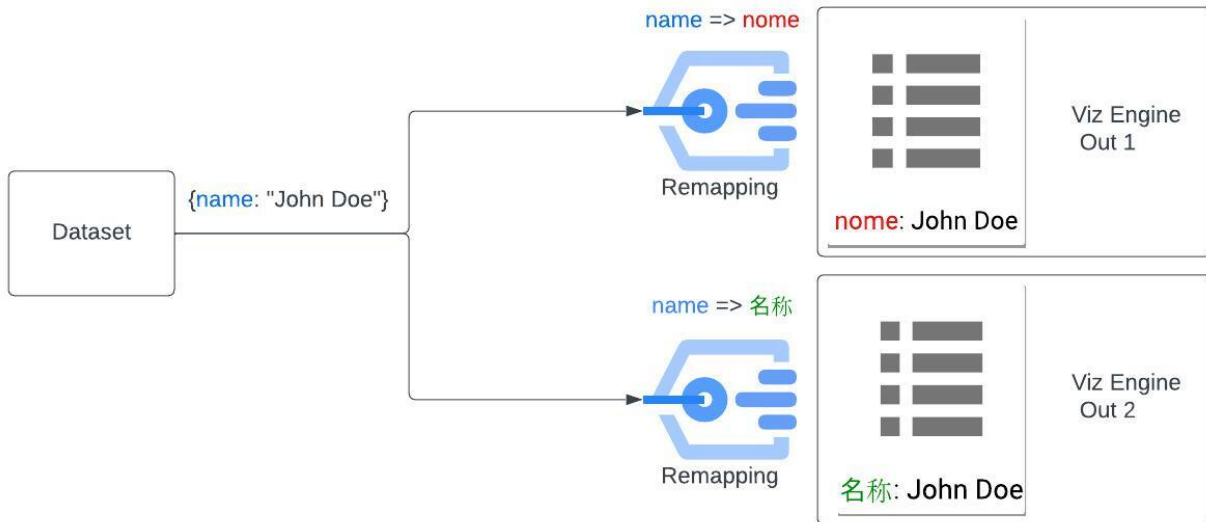 Dataset
{name: "John Doe"}
name => nome
Remapping
nome: John Doe
Viz Engine
Out 1
name => 名称
Remapping
名称: John Doe
Viz Engine
Out 2